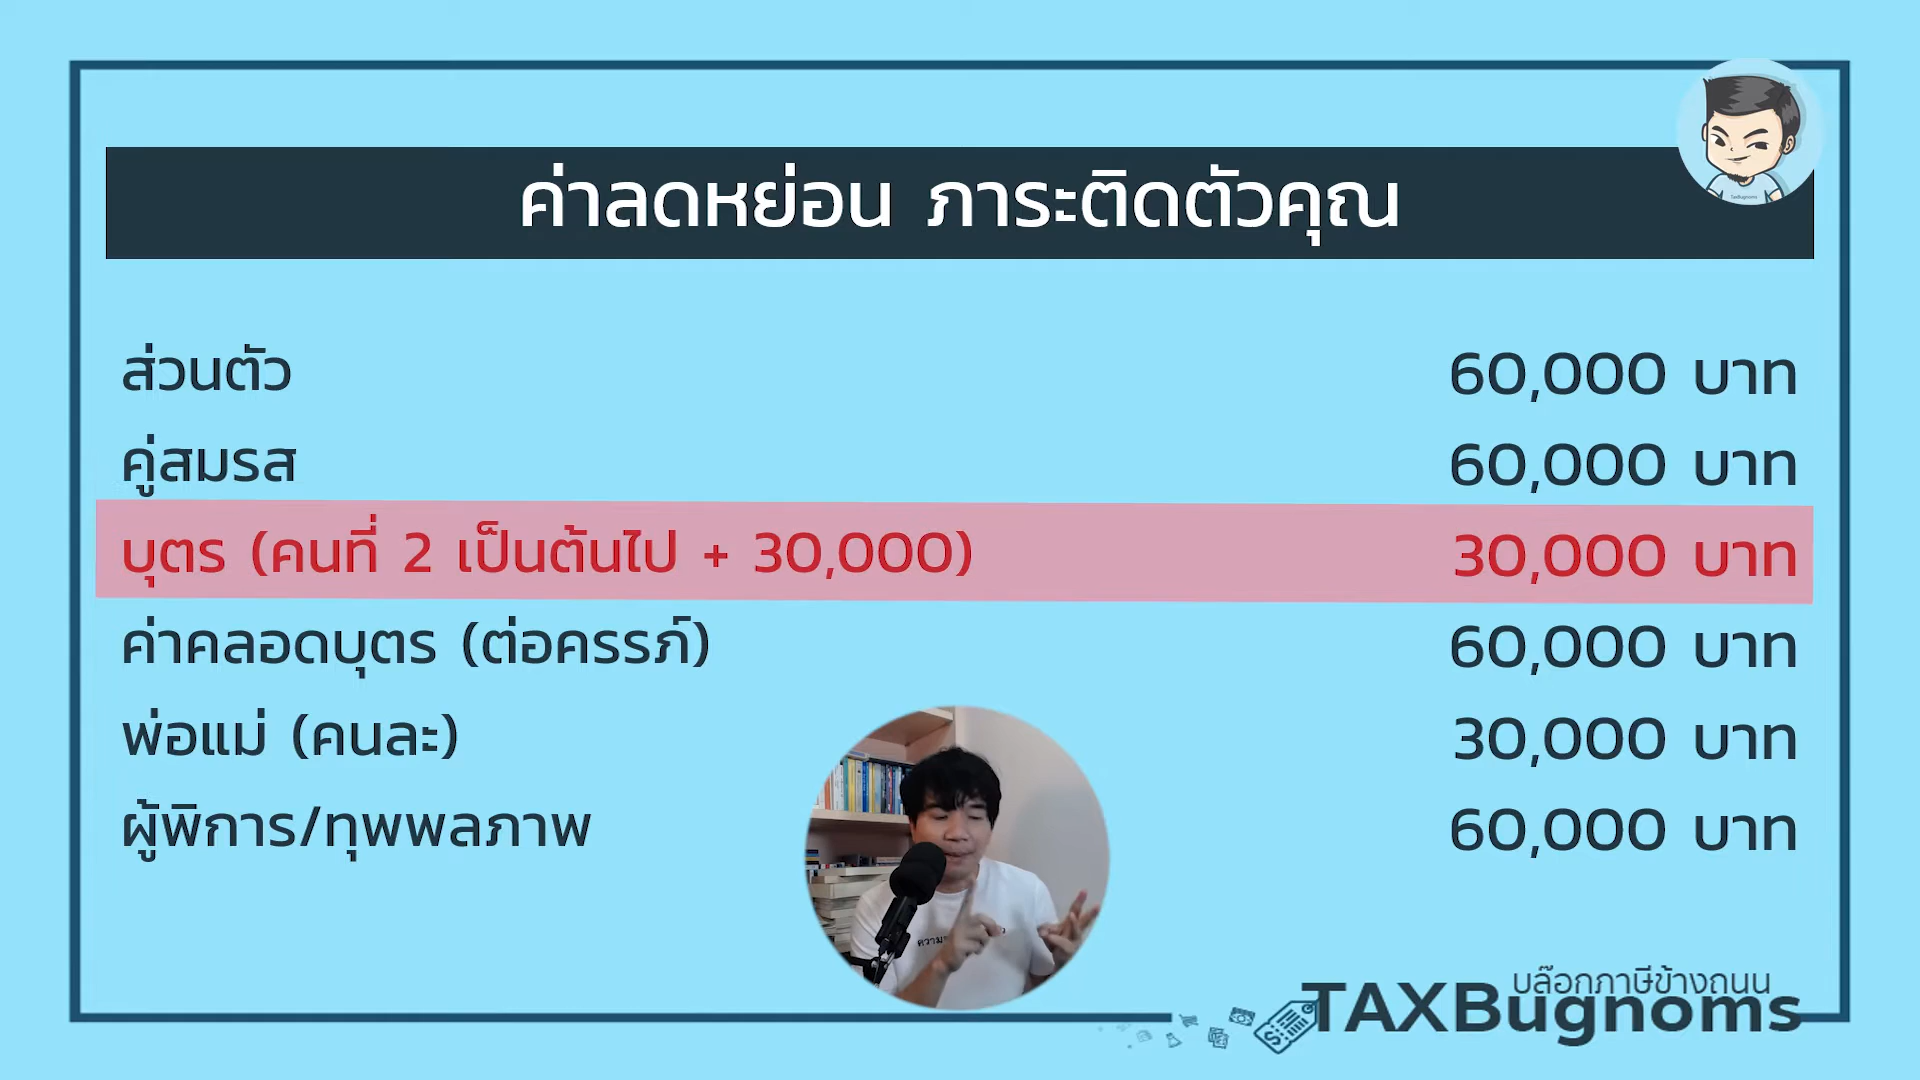 ค่าลดหย่อน ภาระติดตัวคุณ
ส่วนตัว 60,000 บาท
คู่สมรส 60,000 บาท
บุตร (คนที่ 2 เป็นต้นไป + 30,000) 30,000 บาท
ค่าคลอดบุตร (ต่อครรภ์) 60,000 บาท
พ่อแม่ (คนละ) 30,000 บาท
ผู้พิการ/ทุพพลภาพ 60,000 บาท
บล๊อกภาษีข้างถนน
TAXBugnoms